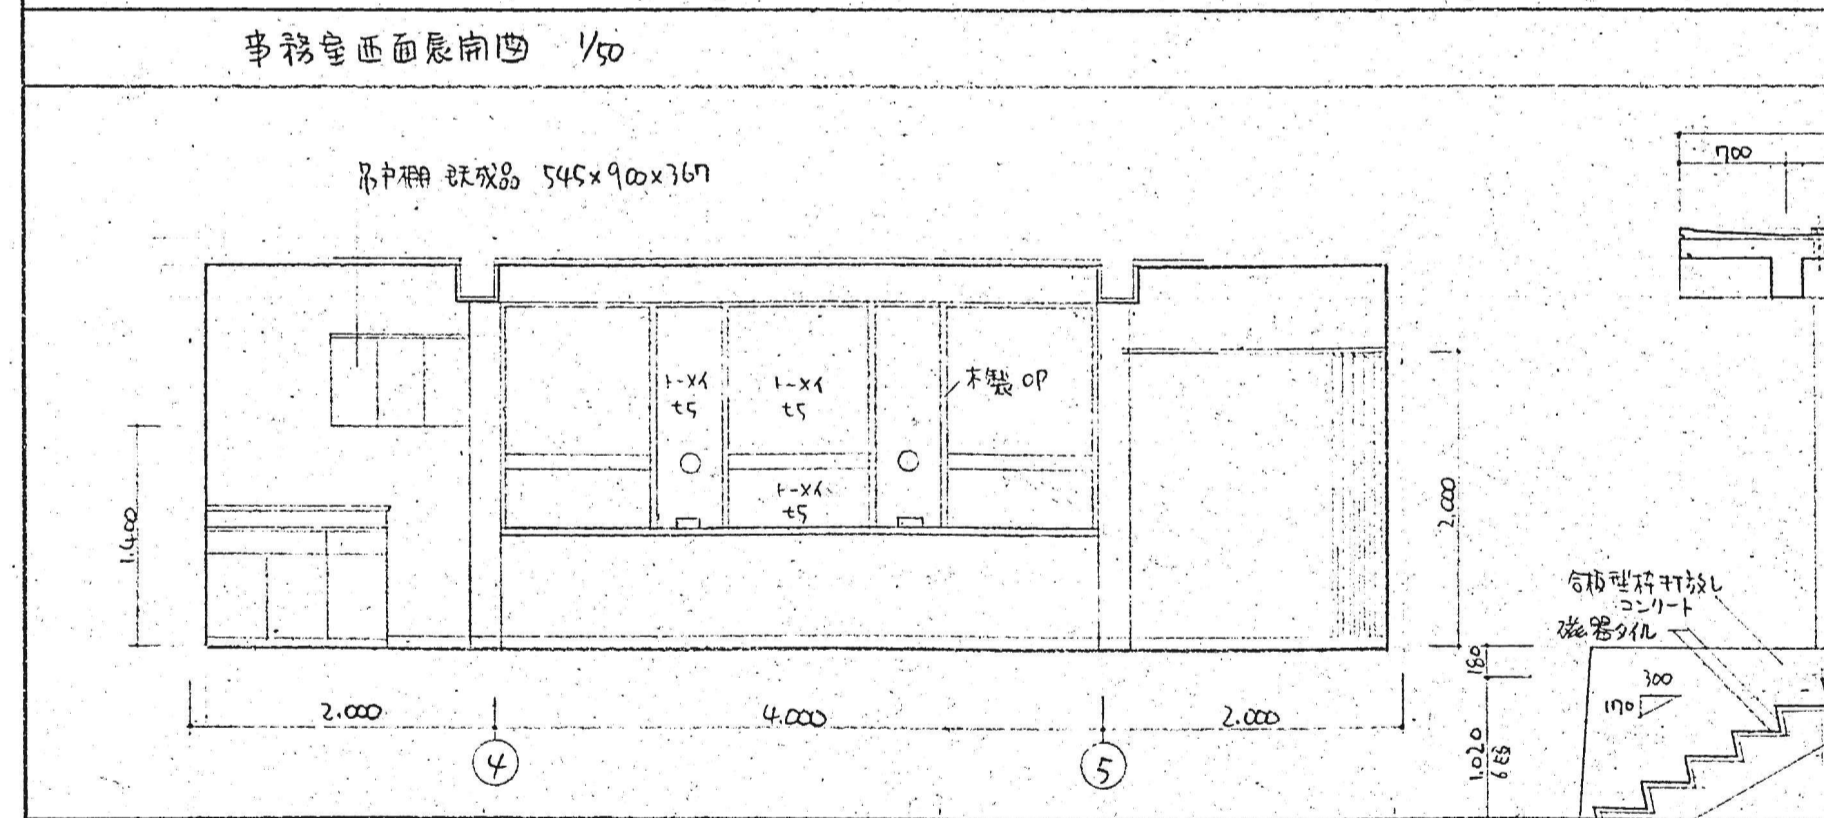 事務室西面展開図 1/50
吊戸棚 既成品 545×900×367
700
トーメイ
t5
トーメイ
t5
木製 OP
トーメイ
t5
1.400
2.000
合板型枠打放し
コンリート
磁器タイル
180
300
170
1.020
6段
2.000
4.000
2.000
4
5